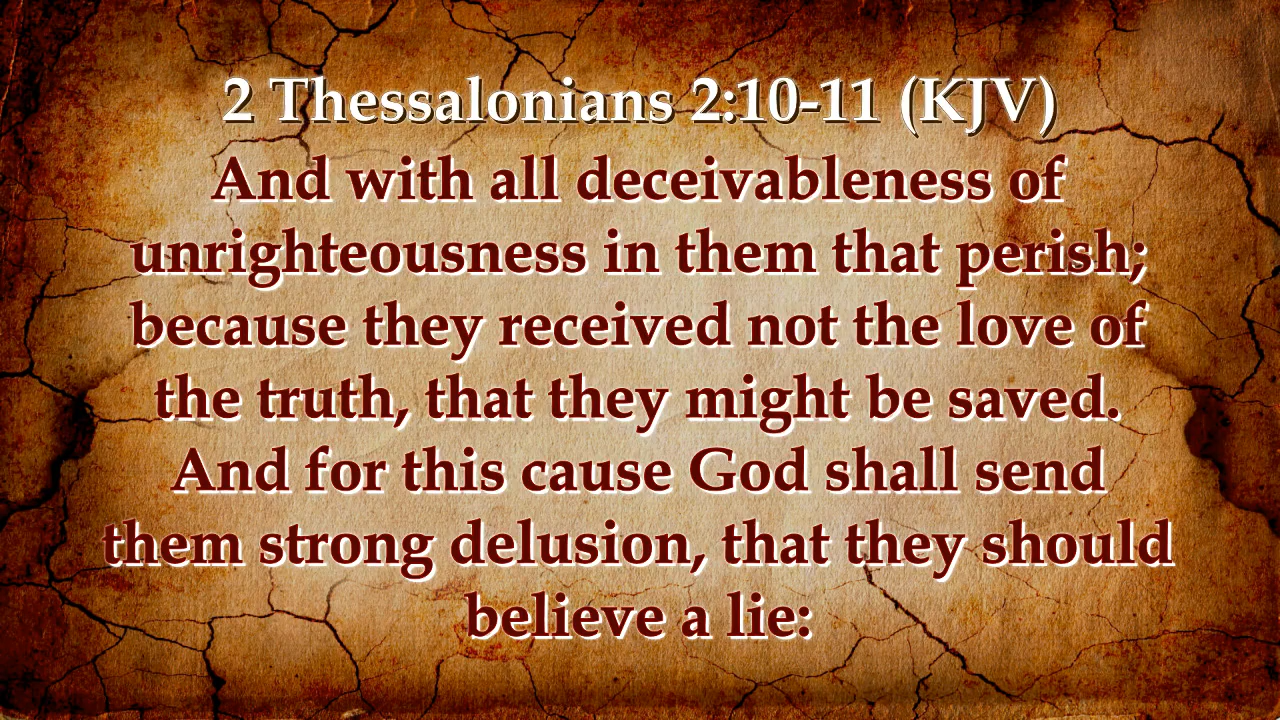 2 Thessalonians 2:10-11 (KJV)
And with all deceivableness of
unrighteousness in them that perish;
because they received not the love of
the truth, that they might be saved.
And for this cause God shall send
them strong delusion, that they should
believe a lie: